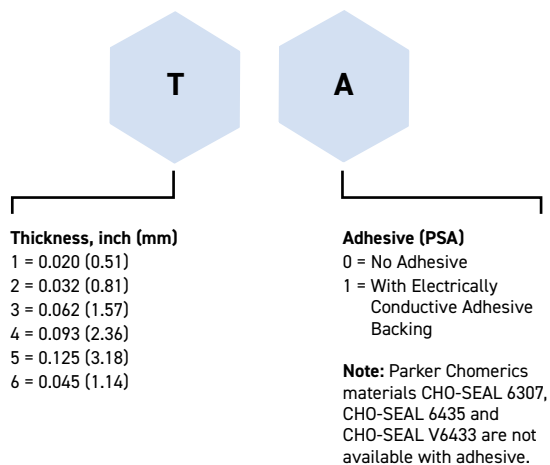 T
A
Thickness, inch (mm)
1 = 0.020 (0.51)
2 = 0.032 (0.81)
3 = 0.062 (1.57)
4 = 0.093 (2.36)
5 = 0.125 (3.18)
6 = 0.045 (1.14)
Adhesive (PSA)
0 = No Adhesive
1 = With Electrically
Conductive Adhesive
Backing
Note: Parker Chomerics
materials CHO-SEAL 6307,
CHO-SEAL 6435 and
CHO-SEAL V6433 are not
available with adhesive.